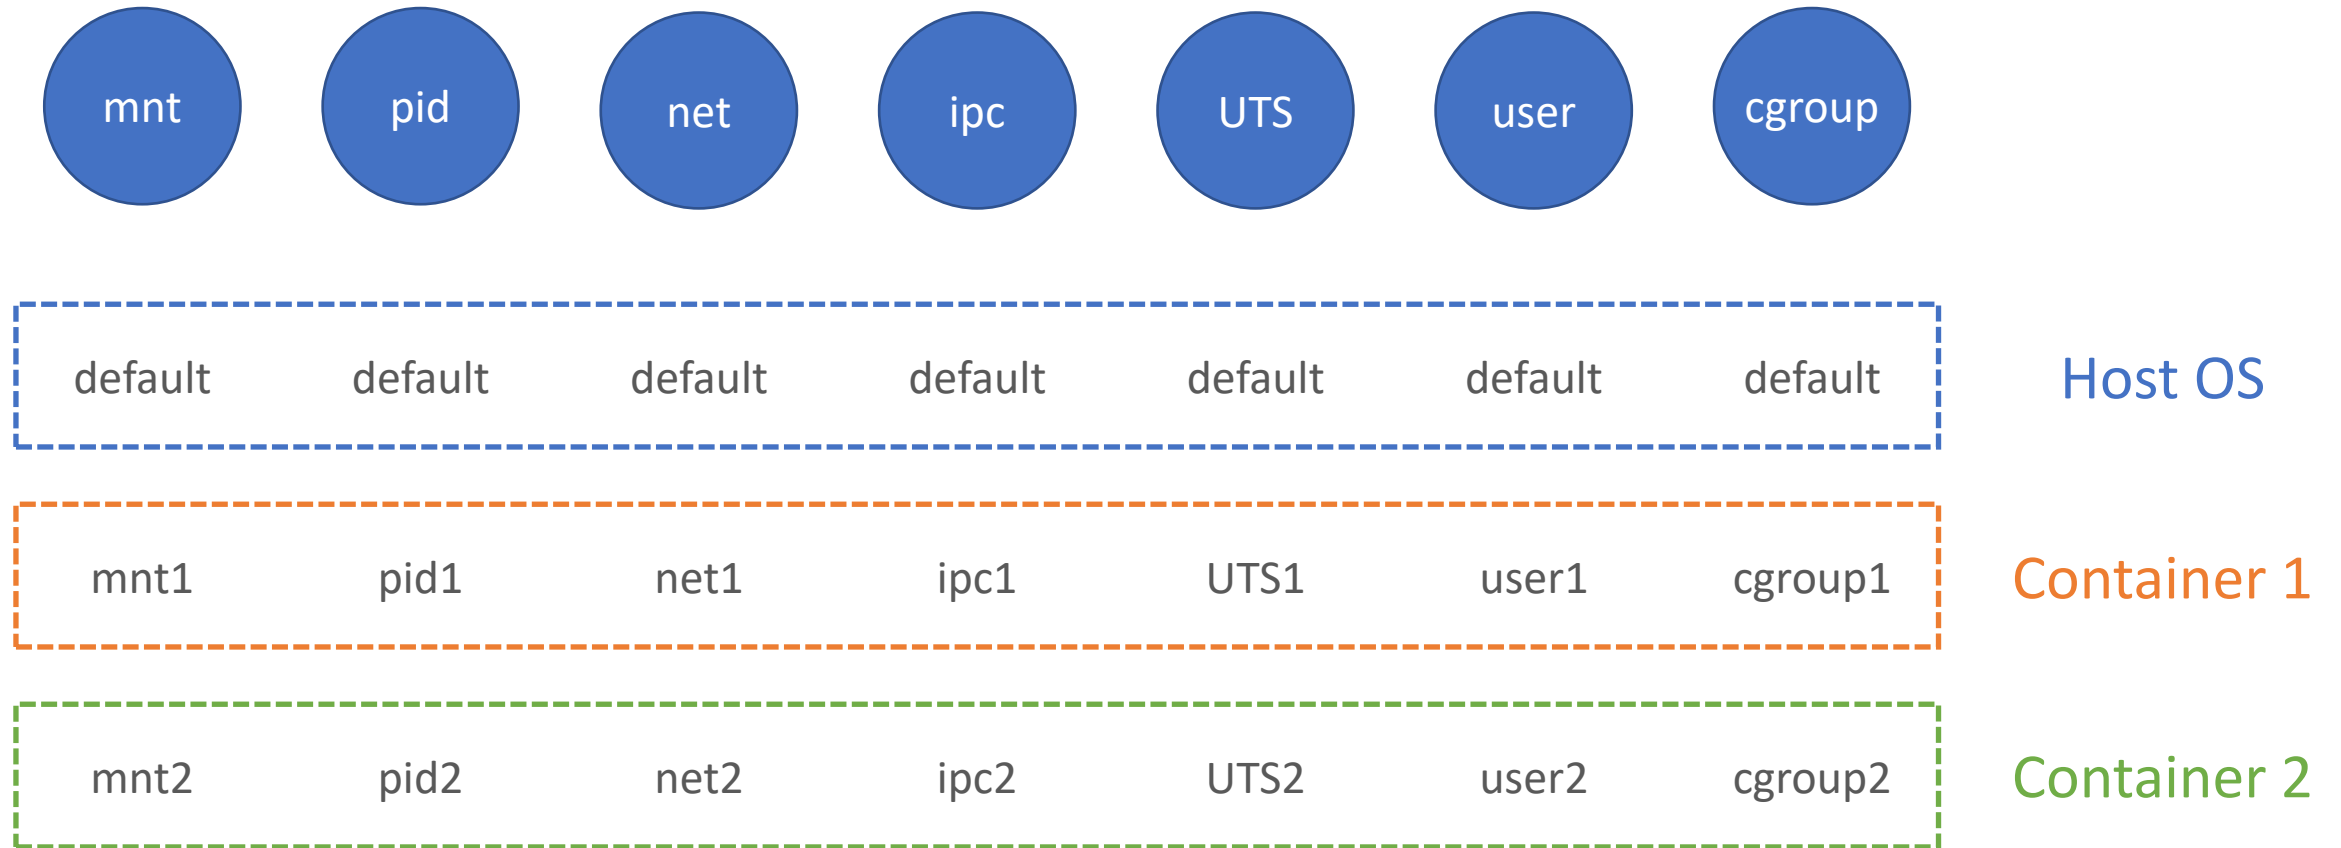 mnt pid net ipc UTS user cgroup
default default default default default default default Host OS
mnt1 pid1 net1 ipc1 UTS1 user1 cgroup1 Container 1
mnt2 pid2 net2 ipc2 UTS2 user2 cgroup2 Container 2